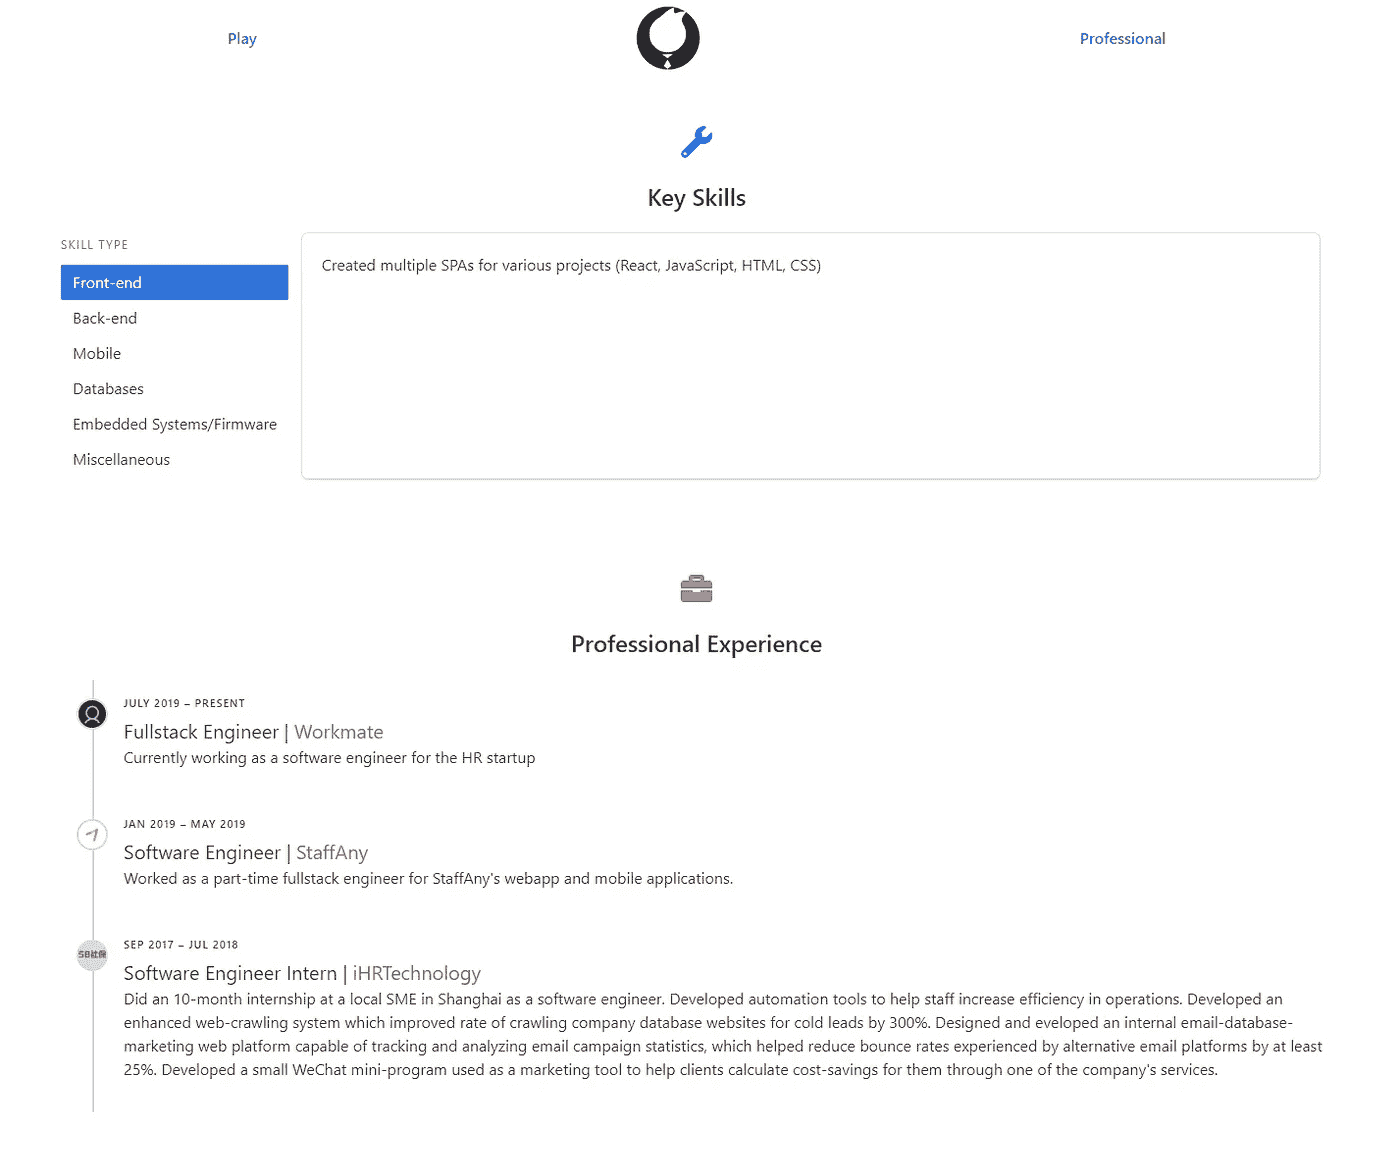 Play
Professional
Key Skills
SKILL TYPE
Front-end
Back-end
Mobile
Databases
Embedded Systems/Firmware
Miscellaneous
Created multiple SPAs for various projects (React, JavaScript, HTML, CSS)
Professional Experience
JULY 2019 – PRESENT
Fullstack Engineer | Workmate
Currently working as a software engineer for the HR startup
JAN 2019 – MAY 2019
Software Engineer | StaffAny
Worked as a part-time fullstack engineer for StaffAny's webapp and mobile applications.
SB社保
SEP 2017 – JUL 2018
Software Engineer Intern | iHRTechnology
Did an 10-month internship at a local SME in Shanghai as a software engineer. Developed automation tools to help staff increase efficiency in operations. Developed an
enhanced web-crawling system which improved rate of crawling company database websites for cold leads by 300%. Designed and eveloped an internal email-database-
marketing web platform capable of tracking and analyzing email campaign statistics, which helped reduce bounce rates experienced by alternative email platforms by at least
25%. Developed a small WeChat mini-program used as a marketing tool to help clients calculate cost-savings for them through one of the company's services.